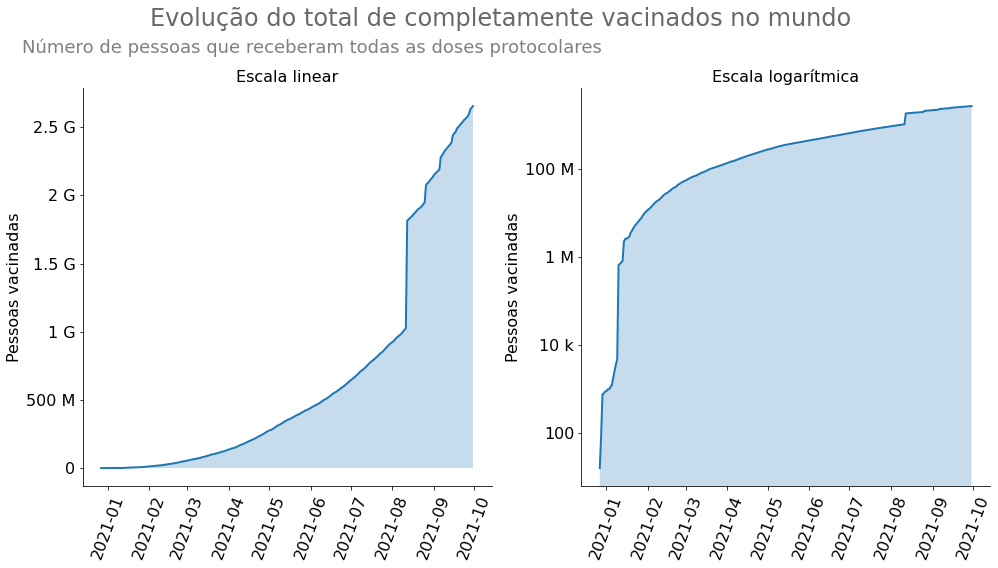 Evolução do total de completamente vacinados no mundo
Número de pessoas que receberam todas as doses protocolares
Escala linear
Pessoas vacinadas
2.5 G
2 G
1.5 G
1 G
500 M
0
2021-01
2021-02
2021-03
2021-04
2021-05
2021-06
2021-07
2021-08
2021-09
2021-10
Escala logarítmica
Pessoas vacinadas
100 M
1 M
10 k
100
2021-01
2021-02
2021-03
2021-04
2021-05
2021-06
2021-07
2021-08
2021-09
2021-10